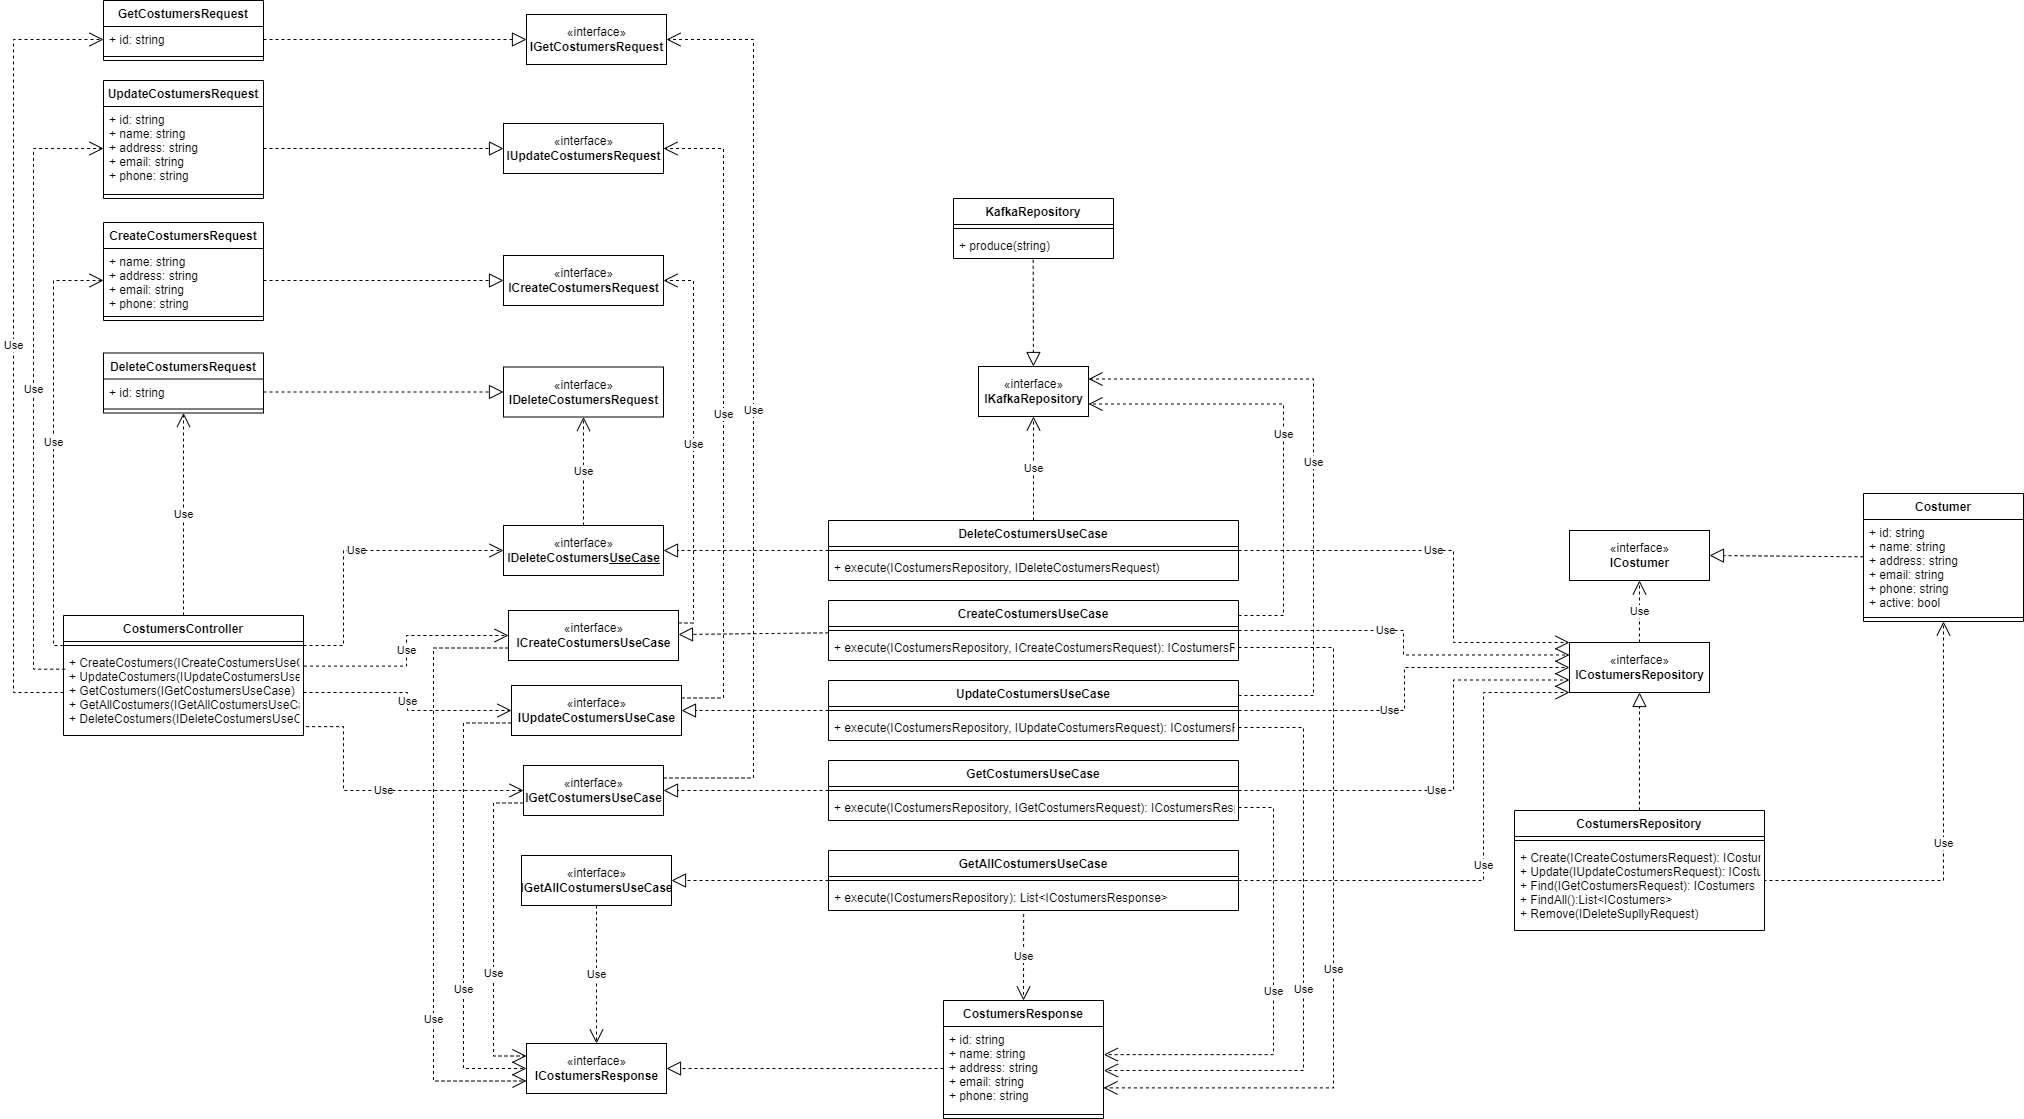 GetCostumersRequest
+ id: string
«interface»
IGetCostumersRequest
UpdateCostumersRequest
+ id: string
+ name: string
+ address: string
+ email: string
+ phone: string
«interface»
IUpdateCostumersRequest
CreateCostumersRequest
+ name: string
+ address: string
+ email: string
+ phone: string
«interface»
ICreateCostumersRequest
KafkaRepository
+ produce(string)
DeleteCostumersRequest
+ id: string
«interface»
IDeleteCostumersRequest
«interface»
IKafkaRepository
Use
Use
Use
Use
Use
Use
Use
Use
Use
Use
Use
Use
CostumersController
+ CreateCostumers(ICreateCostumersUse
+ UpdateCostumers(IUpdateCostumersUse
+ GetCostumers(IGetCostumersUseCase)
+ GetAllCostumers(IGetAllCostumersUseC
+ DeleteCostumers(IDeleteCostumersUseC
Use
Use
Use
Use
«interface»
IDeleteCostumersUseCase
«interface»
ICreateCostumersUseCase
«interface»
IUpdateCostumersUseCase
«interface»
IGetCostumersUseCase
«interface»
IGetAllCostumersUseCase
DeleteCostumersUseCase
+ execute(ICostumersRepository, IDeleteCostumersRequest)
CreateCostumersUseCase
+ execute(ICostumersRepository, ICreateCostumersRequest): ICostumersF
UpdateCostumersUseCase
+ execute(ICostumersRepository, IUpdateCostumersRequest): ICostumersF
GetCostumersUseCase
+ execute(ICostumersRepository, IGetCostumersRequest): ICostumersRes
GetAllCostumersUseCase
+ execute(ICostumersRepository): List<ICostumersResponse>
Use
Use
Use
Use
Use
«interface»
ICostumer
Use
«interface»
ICostumersRepository
Costumer
+ id: string
+ name: string
+ address: string
+ email: string
+ phone: string
+ active: bool
CostumersRepository
+ Create(ICreateCostumersRequest): ICostur
+ Update(IUpdateCostumersRequest): ICostu
+ Find(IGetCostumersRequest): ICostumers
+ FindAll():List<ICostumers>
+ Remove(IDeleteSupllyRequest)
Use
Use
Use
Use
Use
Use
Use
Use
Use
«interface»
ICostumersResponse
CostumersResponse
+ id: string
+ name: string
+ address: string
+ email: string
+ phone: string